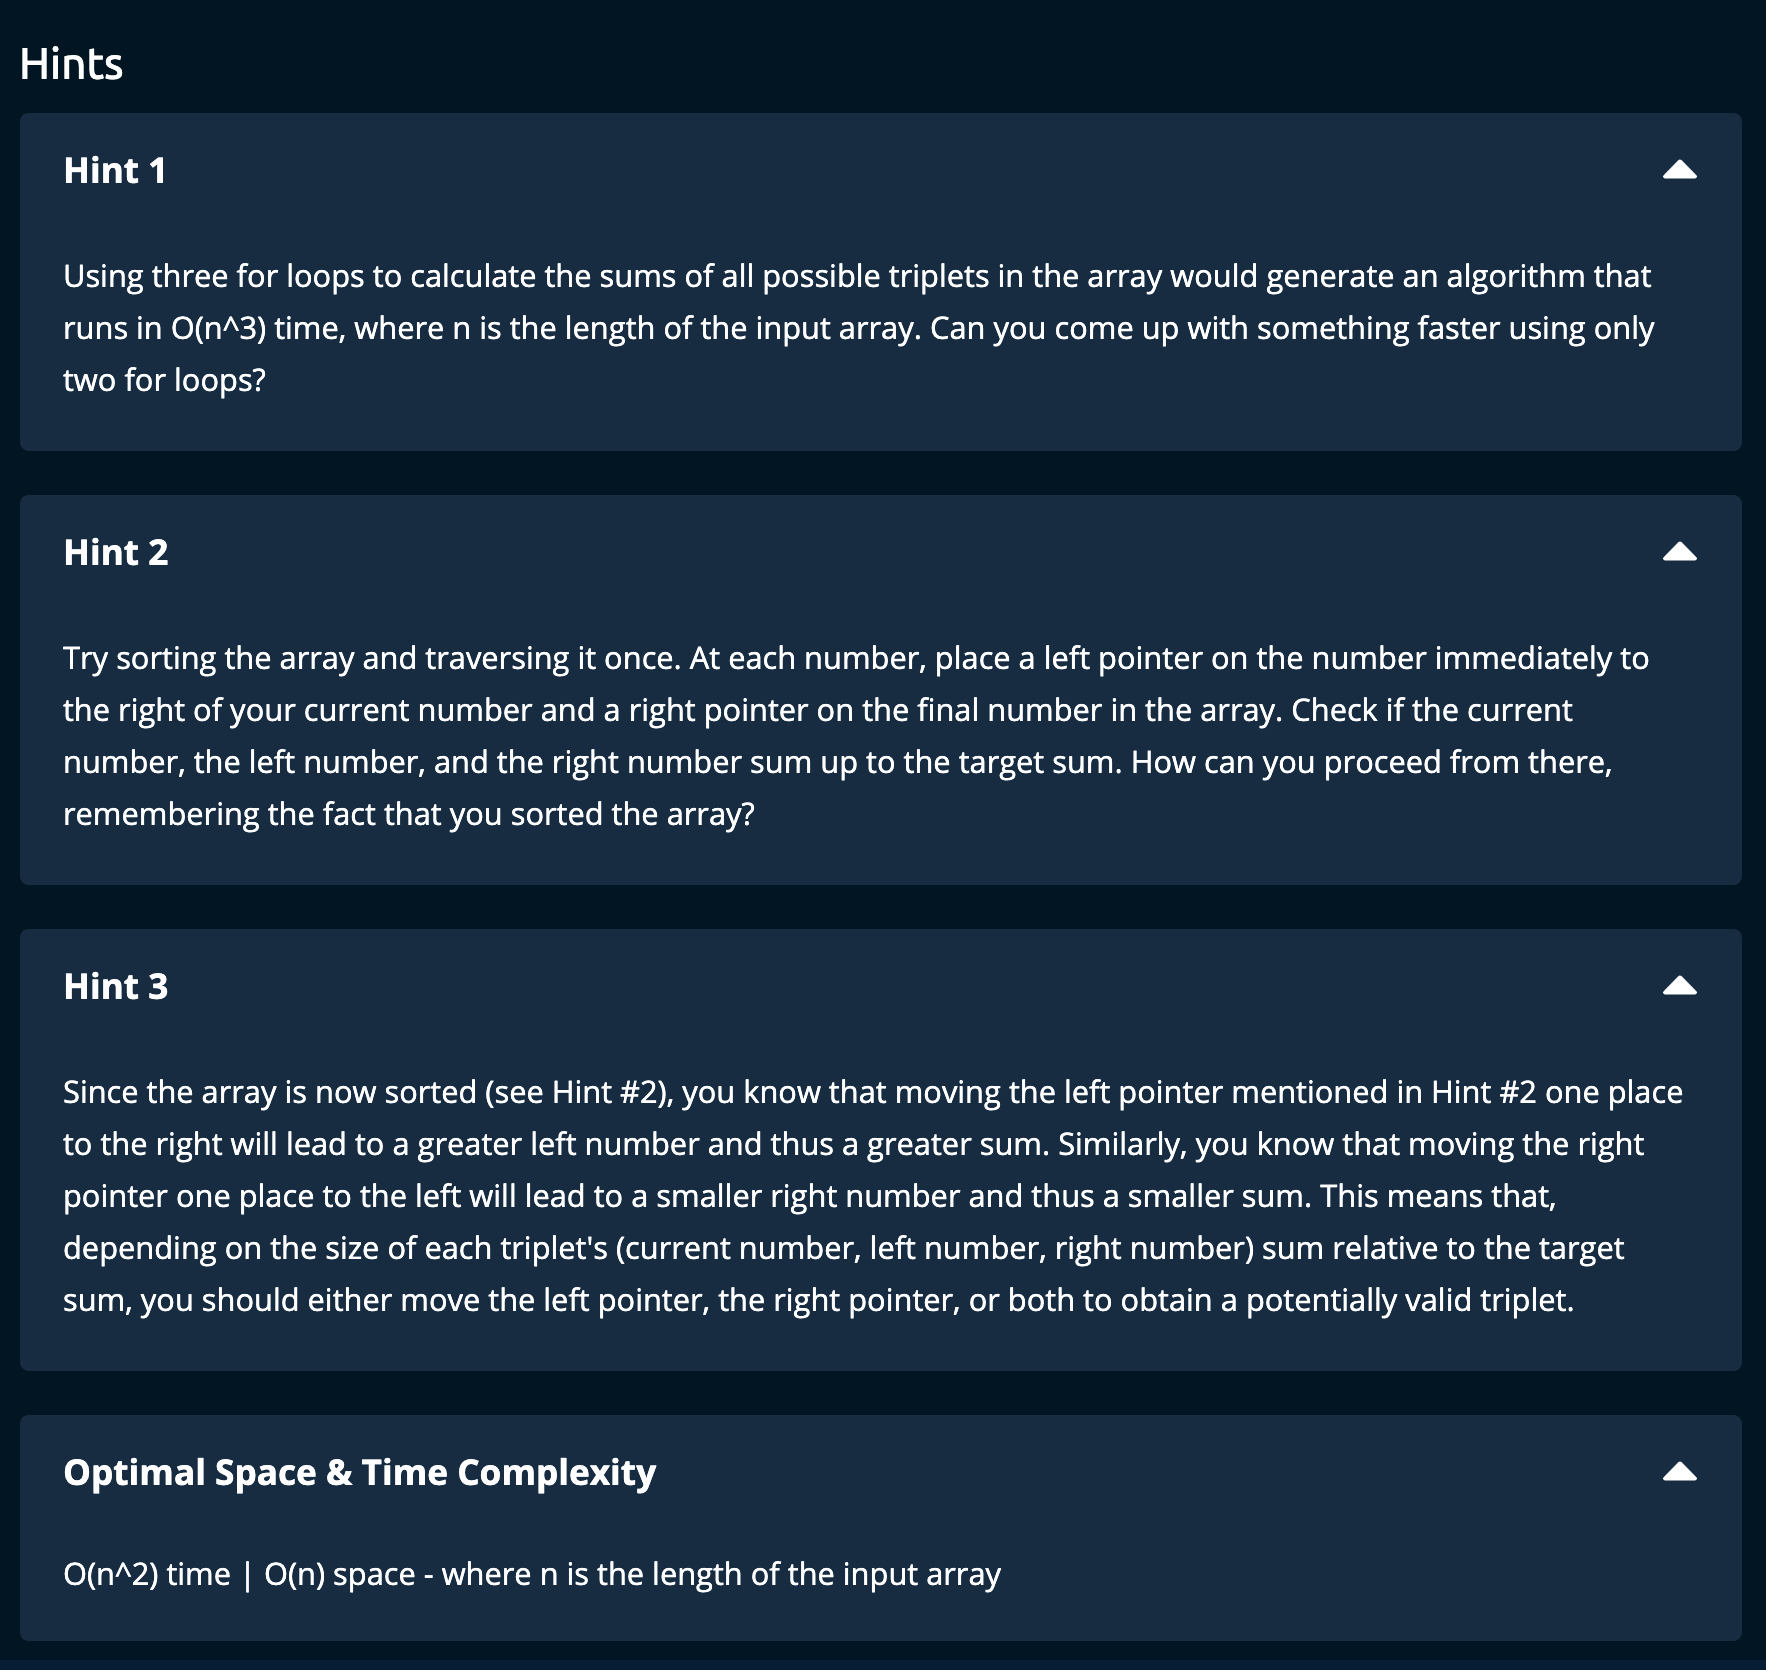 Hints
Hint 1
Using three for loops to calculate the sums of all possible triplets in the array would generate an algorithm that
runs in O(n^3) time, where n is the length of the input array. Can you come up with something faster using only
two for loops?
Hint 2
Try sorting the array and traversing it once. At each number, place a left pointer on the number immediately to
the right of your current number and a right pointer on the final number in the array. Check if the current
number, the left number, and the right number sum up to the target sum. How can you proceed from there,
remembering the fact that you sorted the array?
Hint 3
Since the array is now sorted (see Hint #2), you know that moving the left pointer mentioned in Hint #2 one place
to the right will lead to a greater left number and thus a greater sum. Similarly, you know that moving the right
pointer one place to the left will lead to a smaller right number and thus a smaller sum. This means that,
depending on the size of each triplet's (current number, left number, right number) sum relative to the target
sum, you should either move the left pointer, the right pointer, or both to obtain a potentially valid triplet.
Optimal Space & Time Complexity
O(n^2) time | O(n) space - where n is the length of the input array